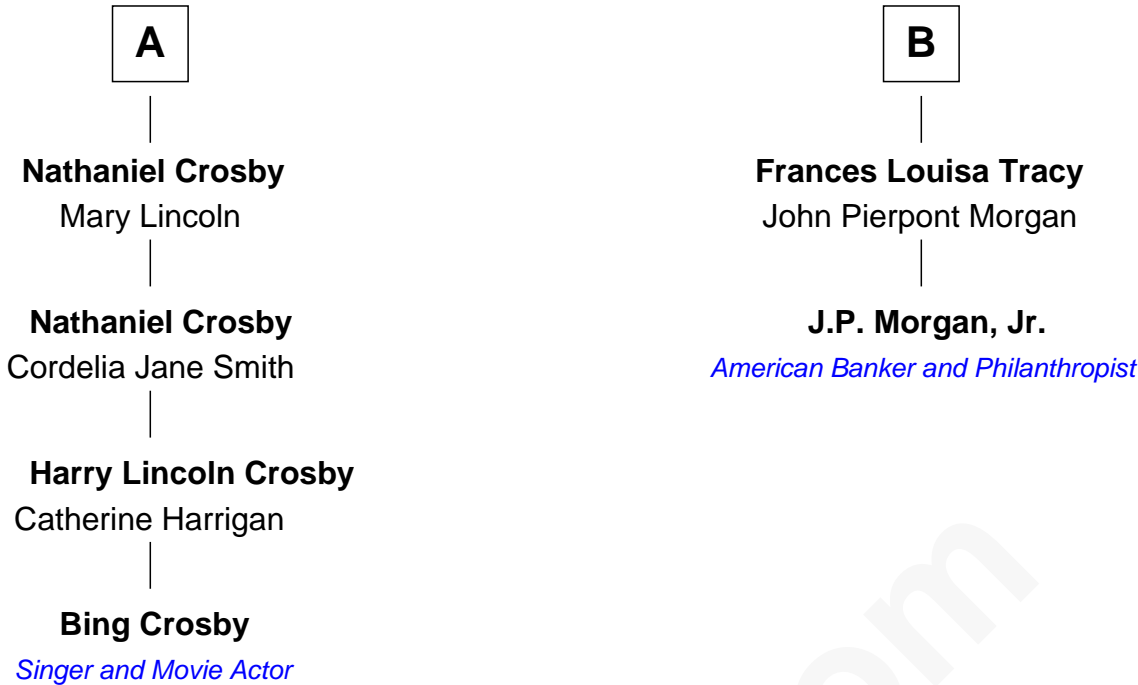 A
Nathaniel Crosby
Mary Lincoln
Nathaniel Crosby
Cordelia Jane Smith
Harry Lincoln Crosby
Catherine Harrigan
Bing Crosby
Singer and Movie Actor
B
Frances Louisa Tracy
John Pierpont Morgan
J.P. Morgan, Jr.
American Banker and Philanthropist
om